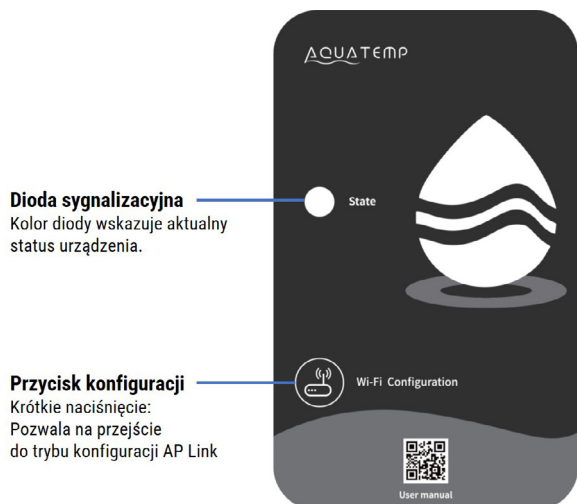 AQUATEMP
Dioda sygnalizacyjna
Kolor diody wskazuje aktualny
status urządzenia.
State
Przycisk konfiguracji
Krótkie naciśnięcie:
Pozwala na przejście
do trybu konfiguracji AP Link
Wi-Fi Configuration
User manual